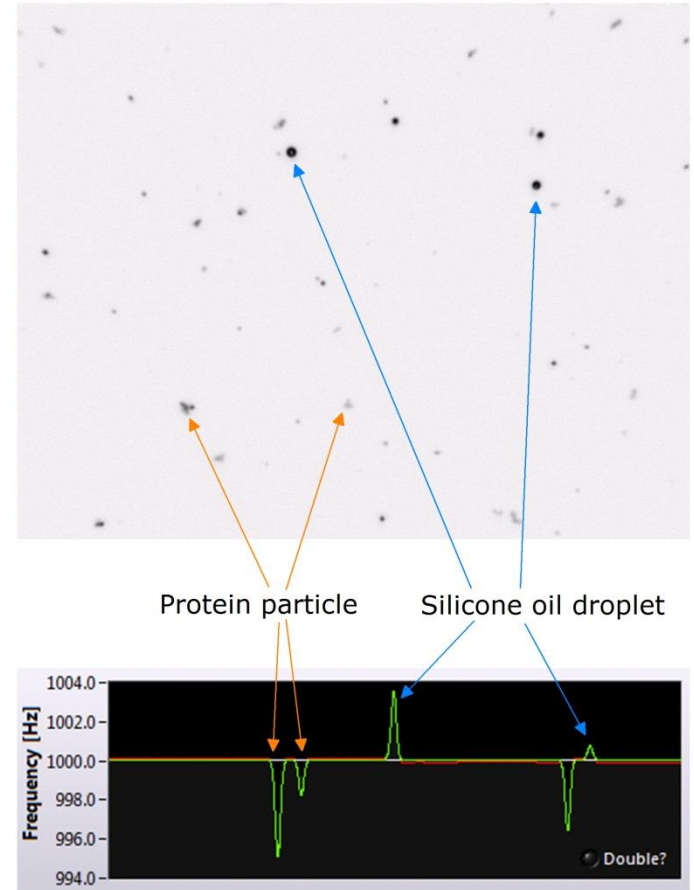 Protein particle
Silicone oil droplet
1004.0
1002.0
1000.0
998.0
996.0
994.0
Frequency [Hz]
Double?